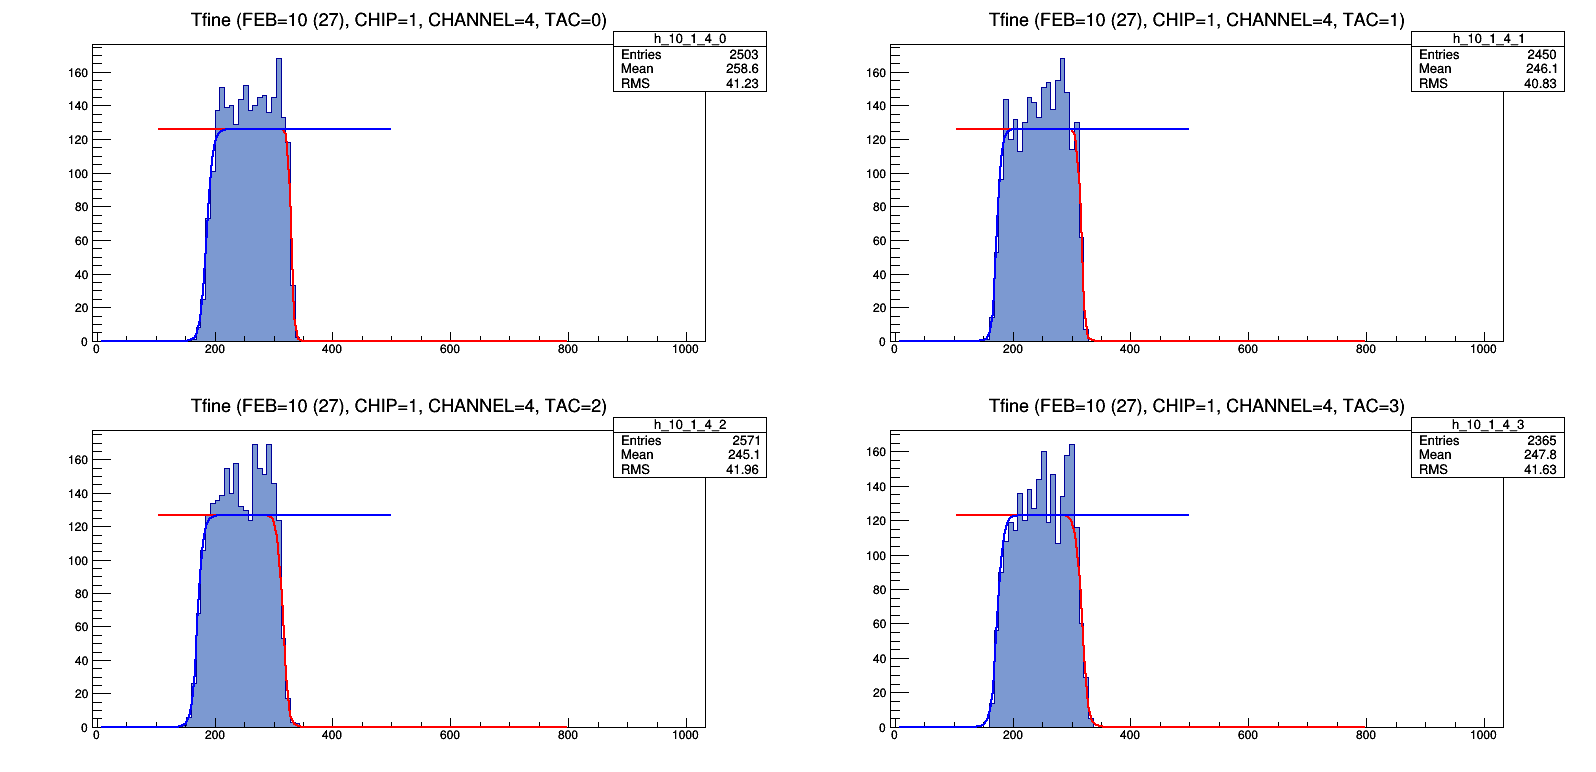 Tfine (FEB=10 (27), CHIP=1, CHANNEL=4, TAC=0)
h_10_1_4_0
Entries 2503
Mean 258.6
RMS 41.23
160
140
120
100
80
60
40
20
0
0 200 400 600 800 1000
Tfine (FEB=10 (27), CHIP=1, CHANNEL=4, TAC=1)
h_10_1_4_1
Entries 2450
Mean 246.1
RMS 40.83
160
140
120
100
80
60
40
20
0
0 200 400 600 800 1000
Tfine (FEB=10 (27), CHIP=1, CHANNEL=4, TAC=2)
h_10_1_4_2
Entries 2571
Mean 245.1
RMS 41.96
160
140
120
100
80
60
40
20
0
0 200 400 600 800 1000
Tfine (FEB=10 (27), CHIP=1, CHANNEL=4, TAC=3)
h_10_1_4_3
Entries 2365
Mean 247.8
RMS 41.63
160
140
120
100
80
60
40
20
0
0 200 400 600 800 1000